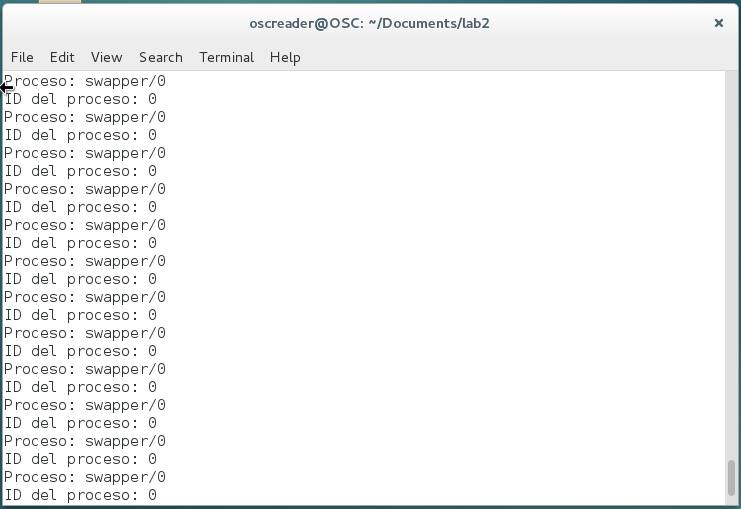 oscreader@OSC: ~/Documents/lab2
File Edit View Search Terminal Help
Proceso: swapper/0
ID del proceso: 0
Proceso: swapper/0
ID del proceso: 0
Proceso: swapper/0
ID del proceso: 0
Proceso: swapper/0
ID del proceso: 0
Proceso: swapper/0
ID del proceso: 0
Proceso: swapper/0
ID del proceso: 0
Proceso: swapper/0
ID del proceso: 0
Proceso: swapper/0
ID del proceso: 0
Proceso: swapper/0
ID del proceso: 0
Proceso: swapper/0
ID del proceso: 0
Proceso: swapper/0
ID del proceso: 0
Proceso: swapper/0
ID del proceso: 0